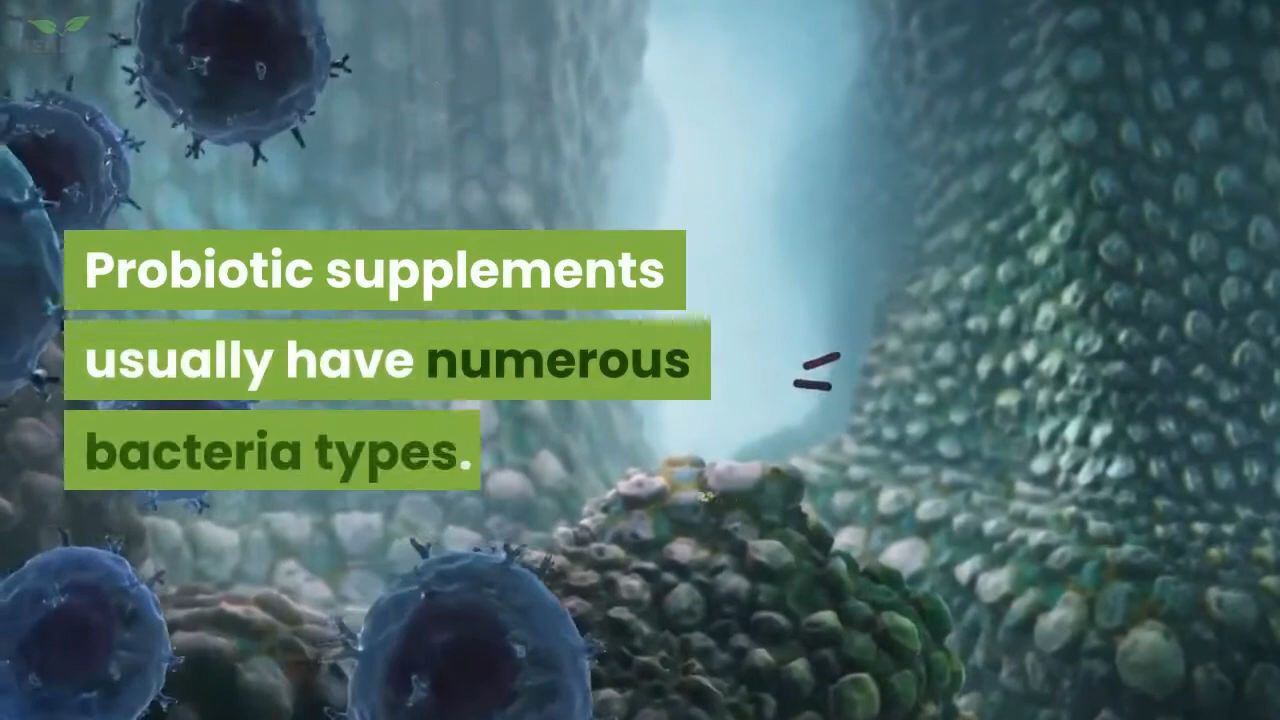 Probiotic supplements
usually have numerous
bacteria types.